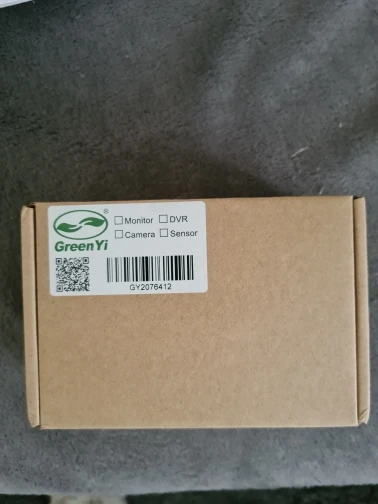 ®
☐ Monitor ☐ DVR
☐ Camera ☐ Sensor
GreenYi
GY2076412